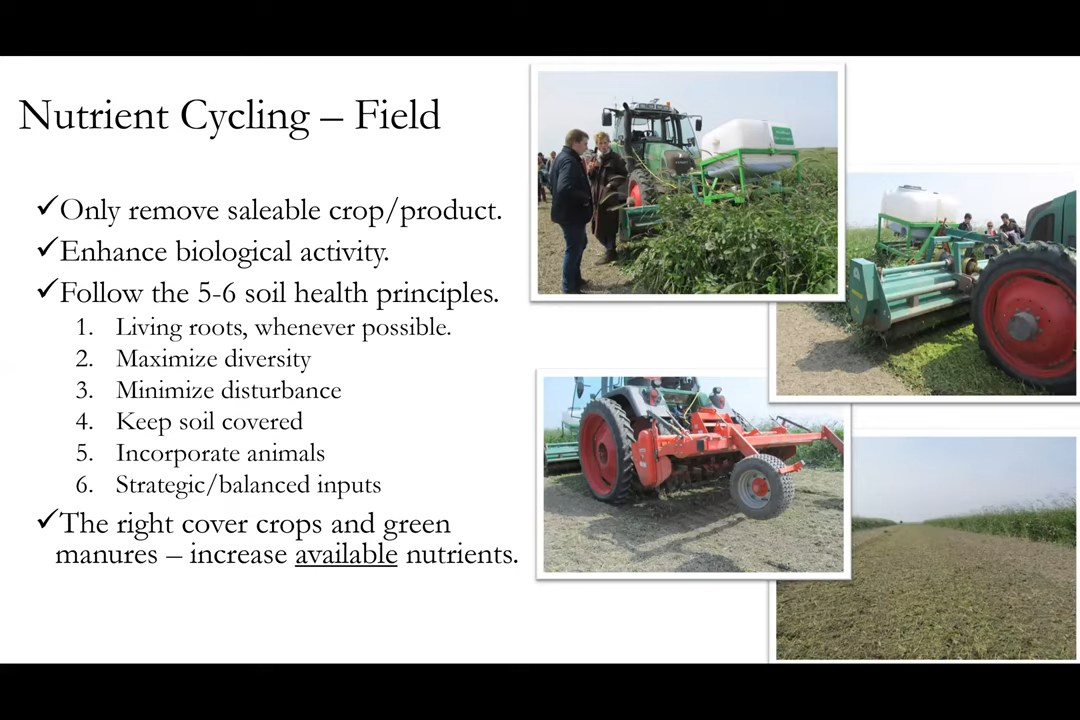 Nutrient Cycling – Field
✓Only remove saleable crop/product.
✓Enhance biological activity.
✓Follow the 5-6 soil health principles.
1. Living roots, whenever possible.
2. Maximize diversity
3. Minimize disturbance
4. Keep soil covered
5. Incorporate animals
6. Strategic/balanced inputs
✓The right cover crops and green
manures – increase available nutrients.